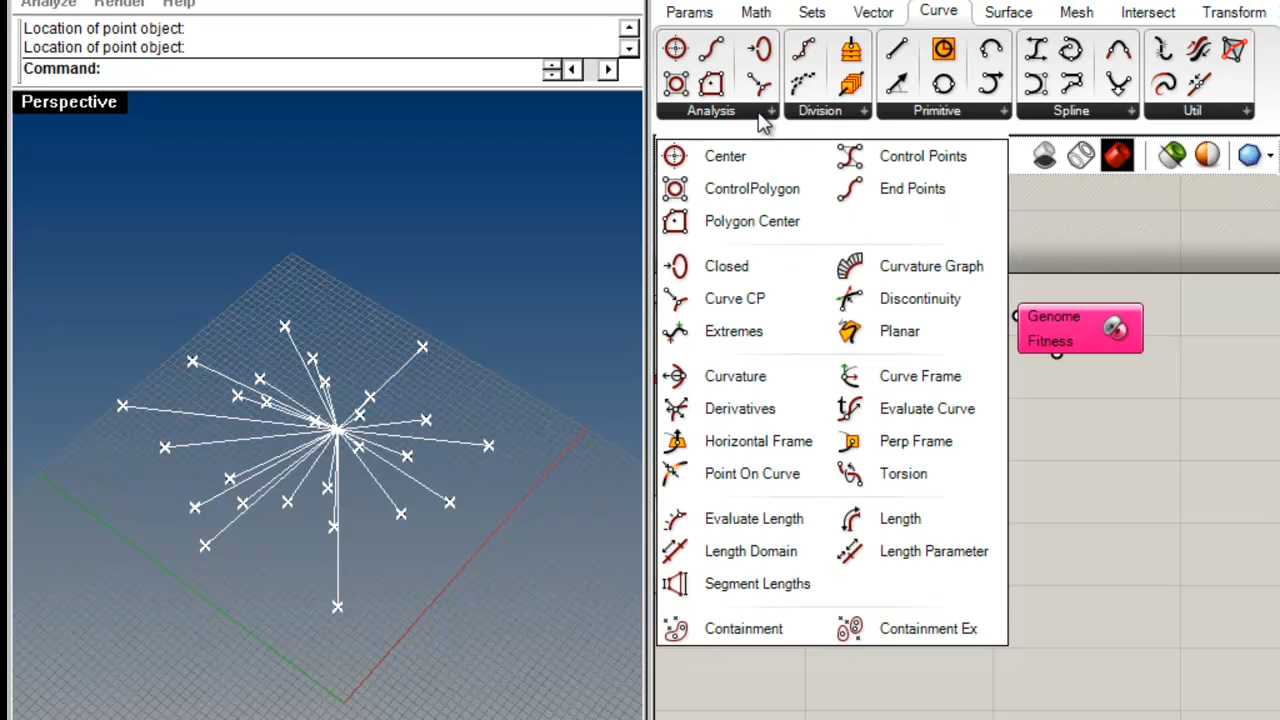 Analyze Render Help
Location of point object:
Location of point object:
Command:
Perspective
Params Math Sets Vector Curve Surface Mesh Intersect Transform
Analysis Division Primitive Spline Util
Center Control Points
ControlPolygon End Points
Polygon Center
Closed Curvature Graph
Curve CP Discontinuity
Extremes Planar
Curvature Curve Frame
Derivatives Evaluate Curve
Horizontal Frame Perp Frame
Point On Curve Torsion
Evaluate Length Length
Length Domain Length Parameter
Segment Lengths
Containment Containment Ex
Genome
Fitness